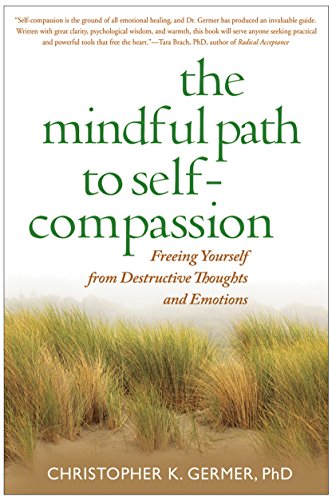 "Self-compassion is the ground of all emotional healing, and Dr. Germer has produced an invaluable guide.
Written with great clarity, psychological wisdom, and warmth, this book will serve anyone seeking practical
and powerful tools that free the heart."—Tara Brach, PhD, author of Radical Acceptance
the
mindful path
to self-
compassion
Freeing Yourself
from Destructive Thoughts
and Emotions
CHRISTOPHER K. GERMER, PhD